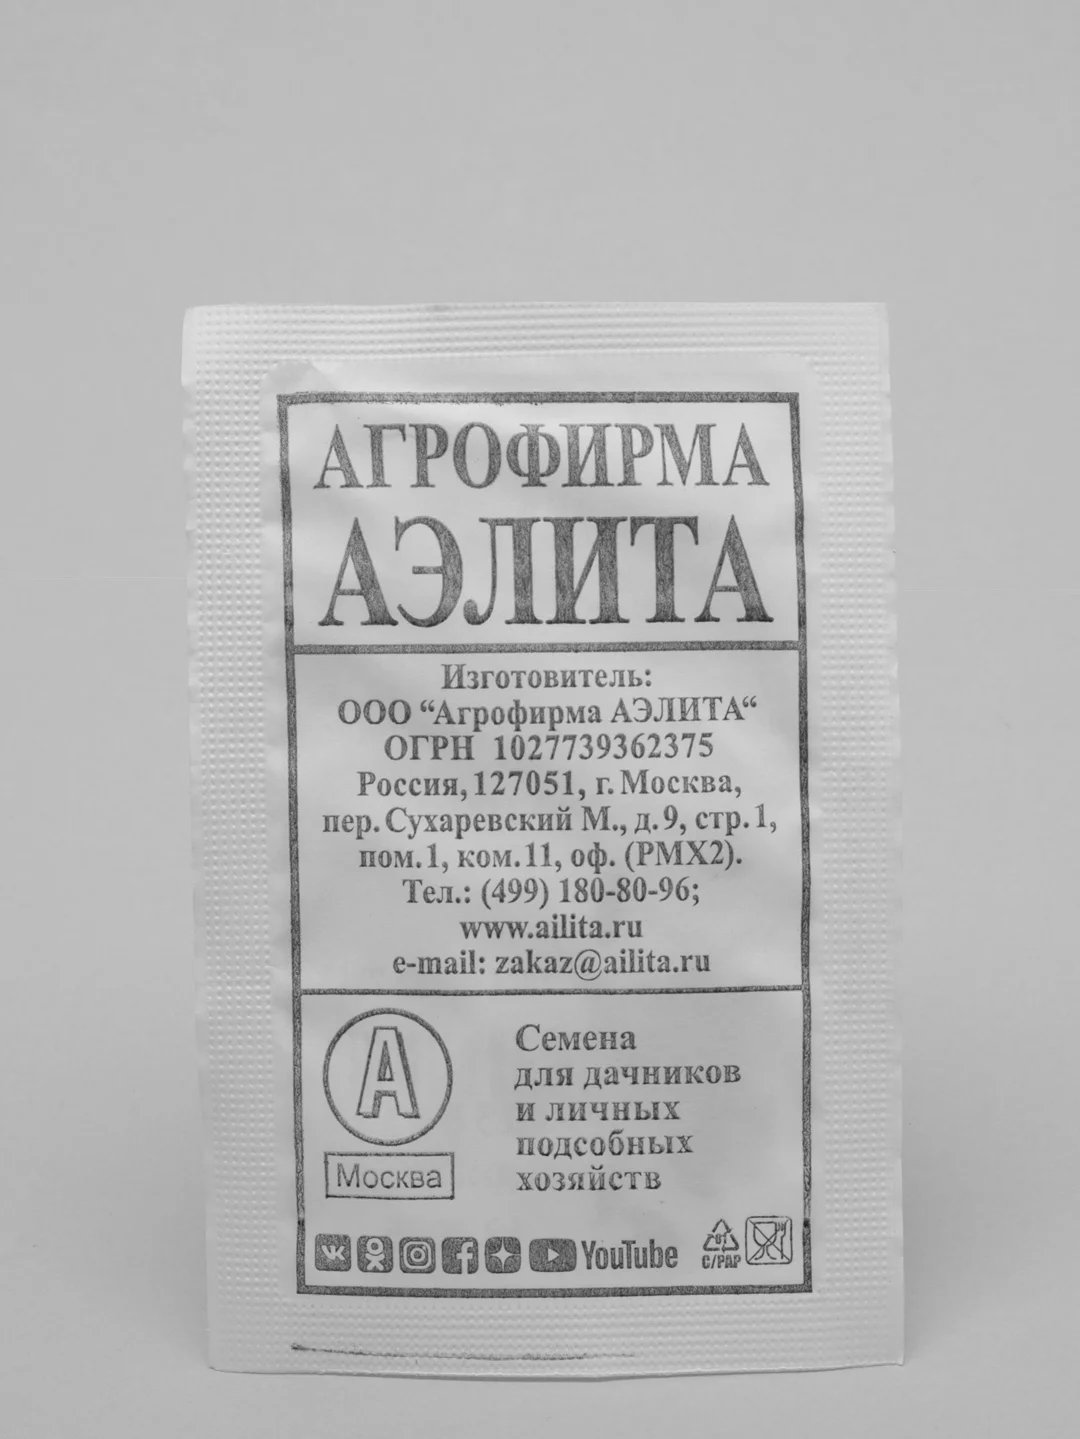 АГРОФИРМА
АЭЛИТА
Изготовитель:
ООО “Агрофирма АЭЛИТА“
ОГРН 1027739362375
Россия, 127051, г. Москва,
пер. Сухаревский М., д. 9, стр. 1,
пом. 1, ком. 11, оф. (РМХ2).
Тел.: (499) 180-80-96;
www.ailita.ru
e-mail: zakaz@ailita.ru
А
Москва
Семена
для дачников
и личных
подсобных
хозяйств
YouTube
C/PAP